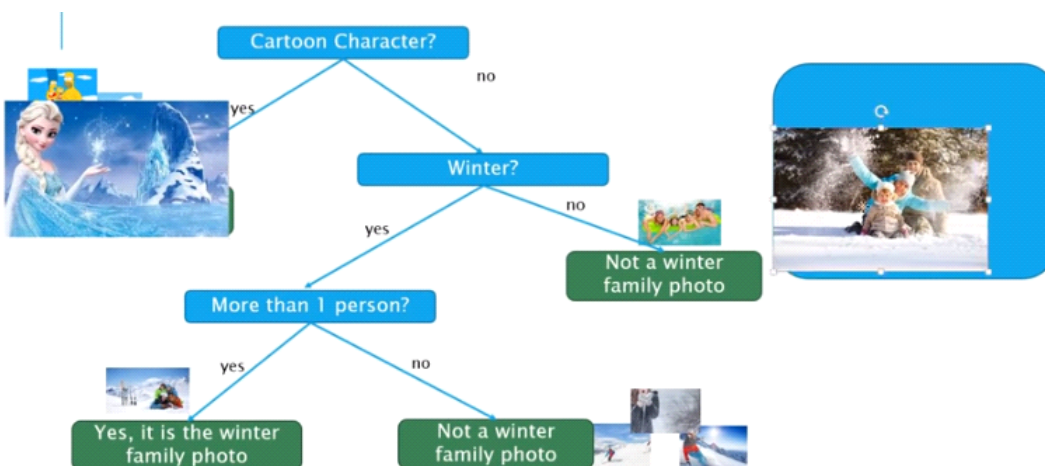 Cartoon Character?
no
yes
Winter?
no
yes
Not a winter
family photo
More than 1 person?
yes
no
Yes, it is the winter
family photo
Not a winter
family photo